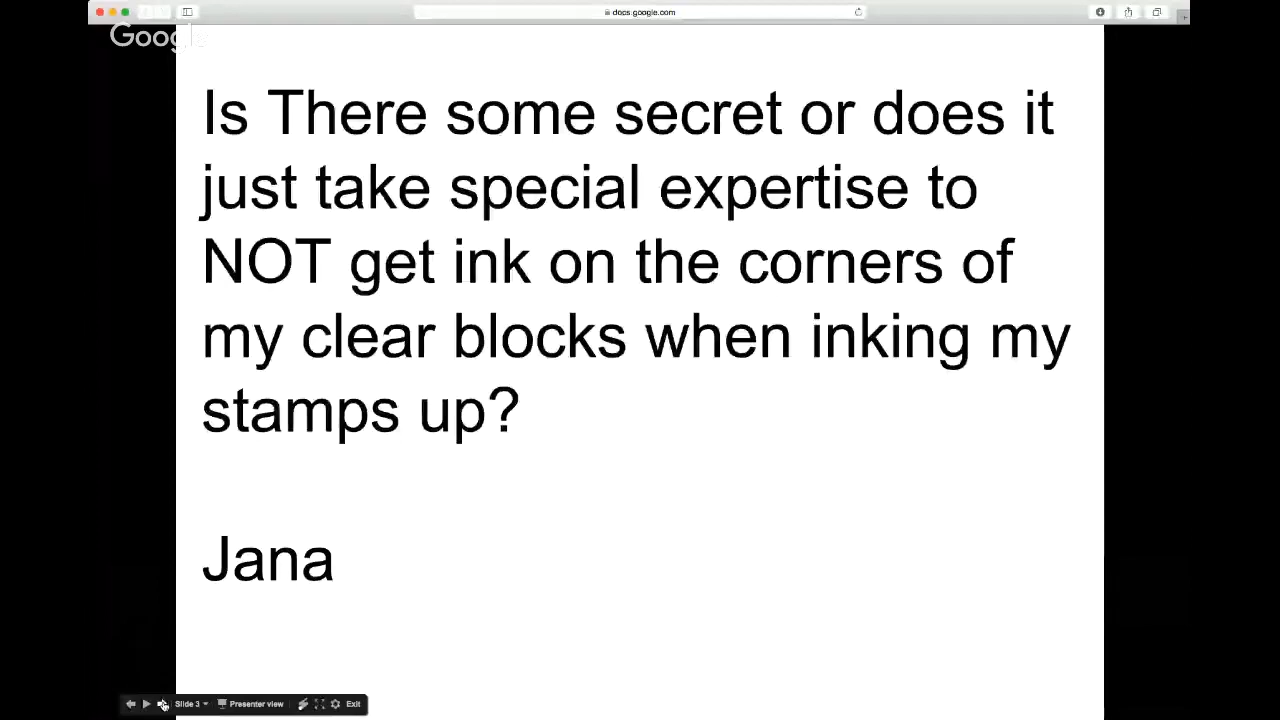 docs.google.com
Google
Is There some secret or does it
just take special expertise to
NOT get ink on the corners of
my clear blocks when inking my
stamps up?
Jana
Slide 3 Presenter view Exit